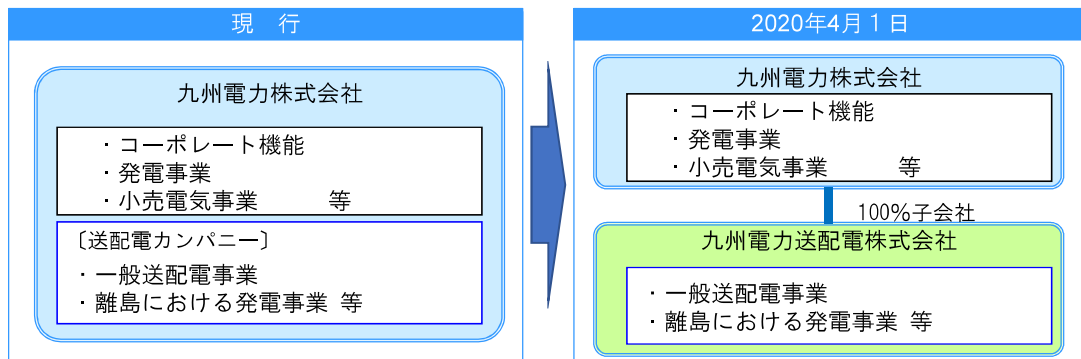 現　行
九州電力株式会社
・コーポレート機能
・発電事業
・小売電気事業　　　等
〔送配電カンパニー〕
・一般送配電事業
・離島における発電事業 等
2020年4月１日
九州電力株式会社
・コーポレート機能
・発電事業
・小売電気事業　　　等
100％子会社
九州電力送配電株式会社
・一般送配電事業
・離島における発電事業 等